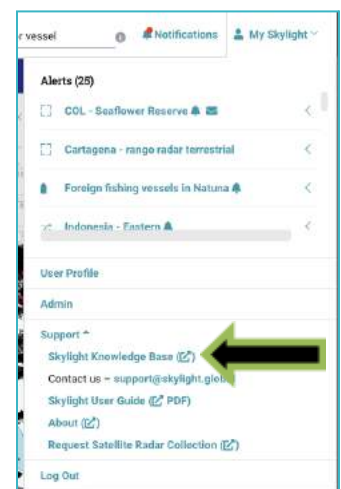 r vessel Notifications My Skylight
Alerts (25)
COL - Seaflower Reserve
Cartagena - rango radar terrestrial
Foreign fishing vessels in Natuna
Indonesia - Eastern
User Profile
Admin
Support
Skylight Knowledge Base ( )
Contact us – support@skylight.glob
Skylight User Guide ( PDF)
About ( )
Request Satellite Radar Collection ( )
Log Out